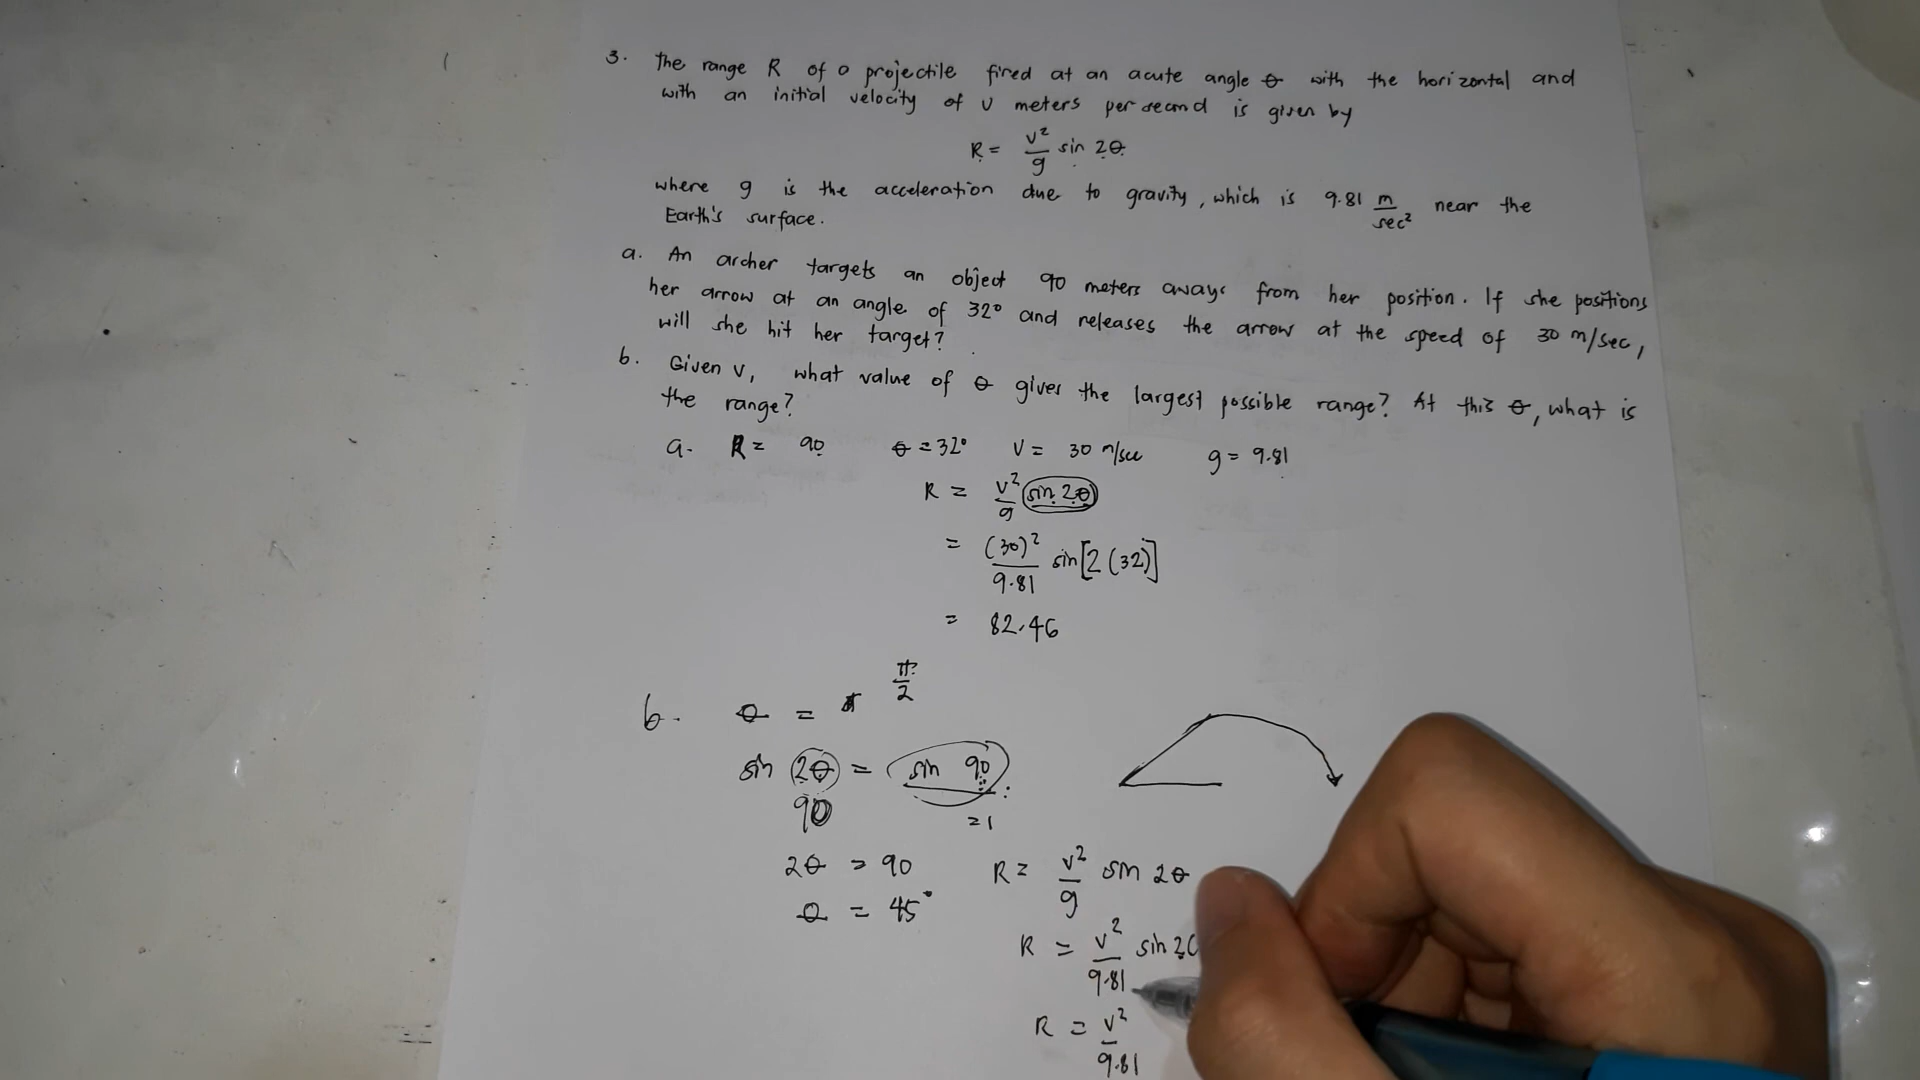 3. The range R of a projectile fired at an acute angle θ with the horizontal and
with an initial velocity of v meters per second is given by
R = v²/g sin 2θ
where g is the acceleration due to gravity, which is 9.81 m/sec² near the
Earth's surface.
a. An archer targets an object 90 meters aways from her position. If she positions
her arrow at an angle of 32° and releases the arrow at the speed of 30 m/sec,
will she hit her target?
b. Given v, what value of θ gives the largest possible range? At this θ, what is
the range?
a. R = 90 θ = 32° v = 30 m/sec g = 9.81
R = v²/g sin 2θ
= (30)²/9.81 sin[2(32)]
= 82.46
b. θ = π/2
sin 2θ = sin 90
90 = 1
2θ = 90 R = v²/g sin 2θ
θ = 45°
R = v²/9.81 sin 2(
R = v²/9.81